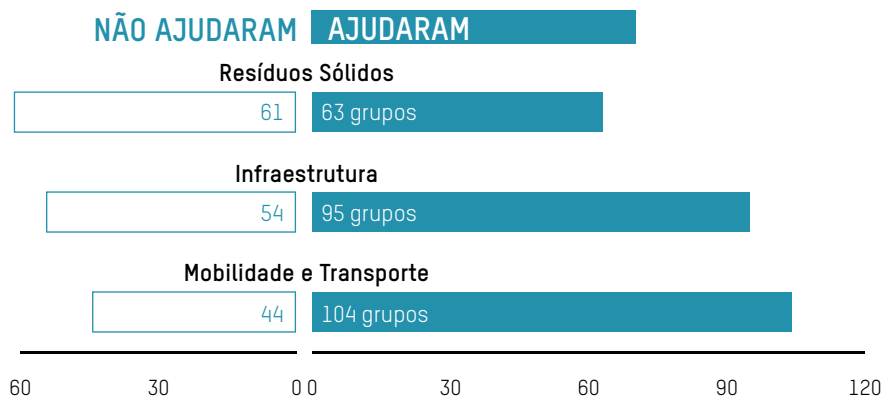 NÃO AJUDARAM AJUDARAM
Resíduos Sólidos
61 63 grupos
Infraestrutura
54 95 grupos
Mobilidade e Transporte
44 104 grupos
60 30 0 0 30 60 90 120